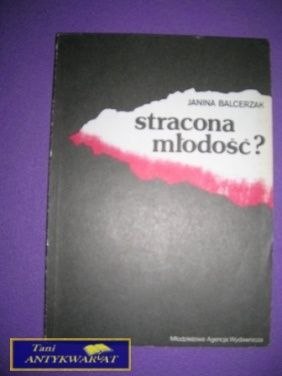 JANINA BALCERZAK
stracona
młodość?
Młodzieżowa Agencja Wydawnicza
Tani
ANTYKWARIAT